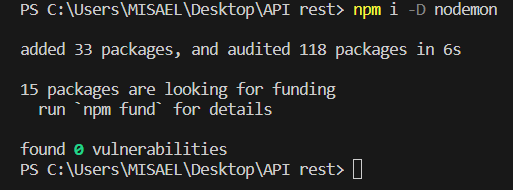 PS C:\Users\MISAEL\Desktop\API rest> npm i -D nodemon
added 33 packages, and audited 118 packages in 6s
15 packages are looking for funding
  run `npm fund` for details
found 0 vulnerabilities
PS C:\Users\MISAEL\Desktop\API rest>